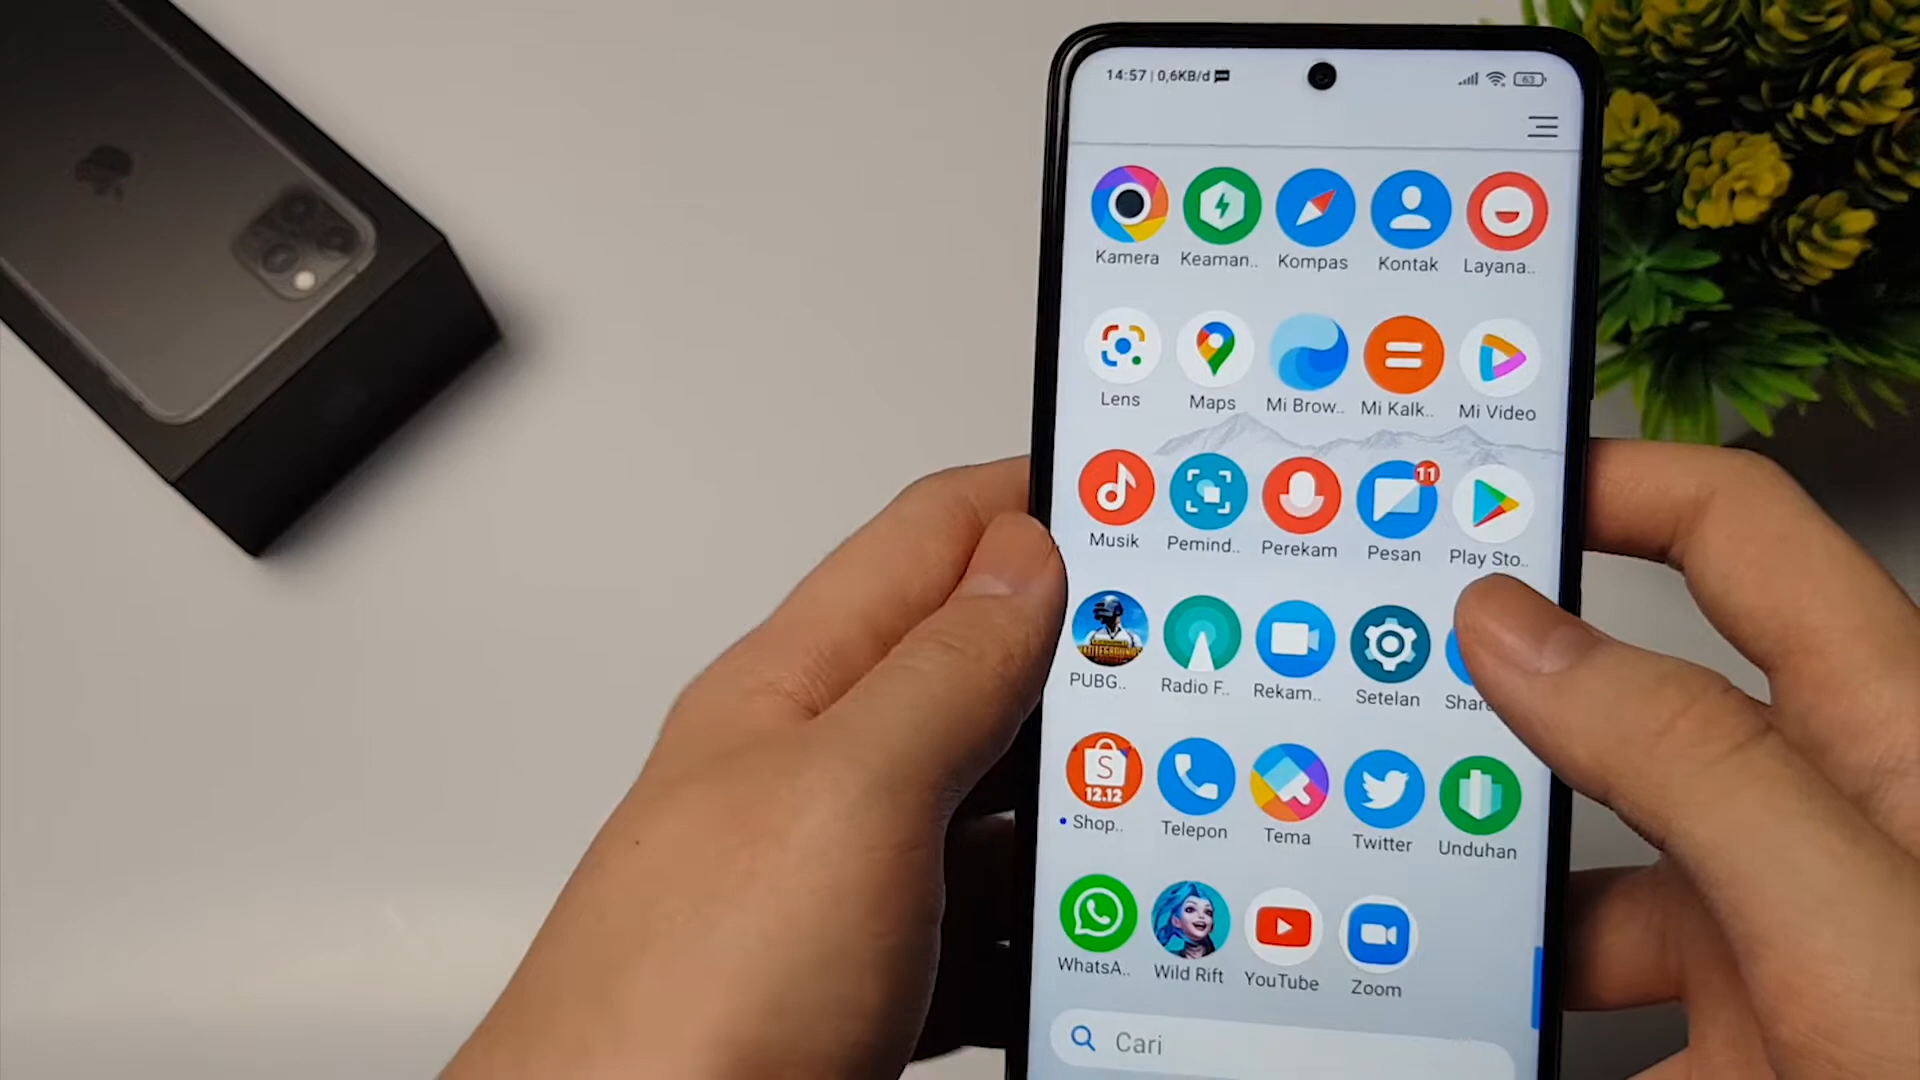 14:57 | 0,6KB/d
63
Kamera Keaman.. Kompas Kontak Layana..
Lens Maps Mi Brow.. Mi Kalk.. Mi Video
11
Musik Pemind.. Perekam Pesan Play Sto..
PUBG.. Radio F.. Rekam.. Setelan
S
12.12
Shop.. Telepon Tema Twitter Unduhan
WhatsA.. Wild Rift YouTube Zoom
Cari